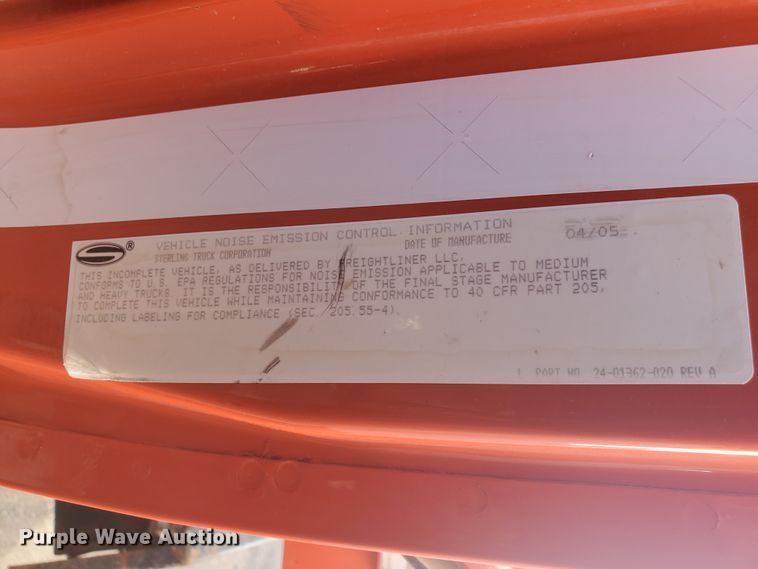 VEHICLE NOISE EMISSION CONTROL INFORMATION
STERLING TRUCK CORPORATION DATE OF MANUFACTURE 04/05
THIS INCOMPLETE VEHICLE, AS DELIVERED BY FREIGHTLINER LLC,
CONFORMS TO U.S. EPA REGULATIONS FOR NOISE EMISSION APPLICABLE TO MEDIUM
AND HEAVY TRUCKS. IT IS THE RESPONSIBILITY OF THE FINAL STAGE MANUFACTURER
TO COMPLETE THIS VEHICLE WHILE MAINTAINING CONFORMANCE TO 40 CFR PART 205,
INCLUDING LABELING FOR COMPLIANCE (SEC. 205.55-4).
PART NO. 24-01362-020 REV A
Purple Wave Auction